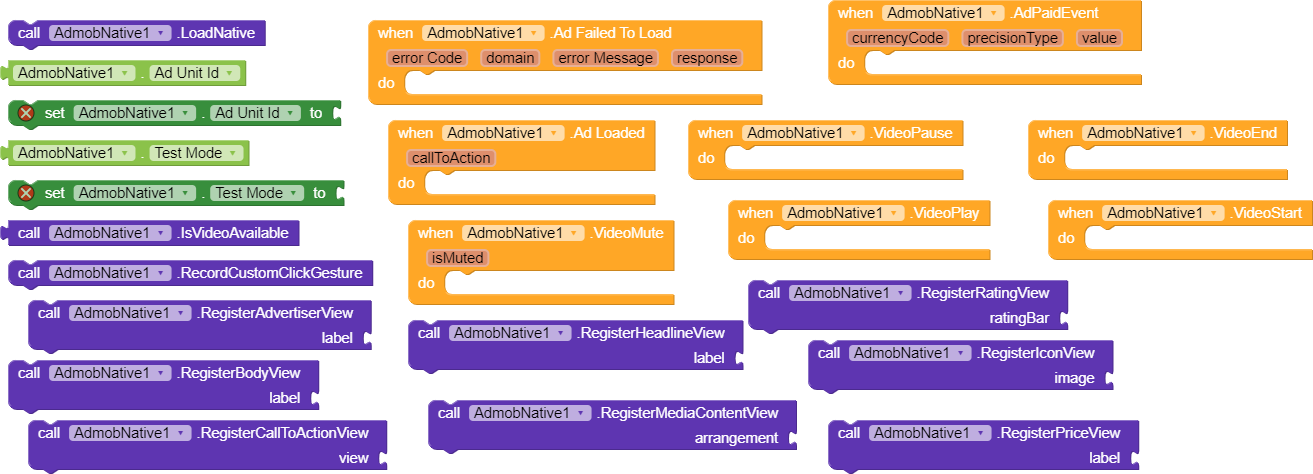 call AdmobNative1 .LoadNative
AdmobNative1 . Ad Unit Id
set AdmobNative1 . Ad Unit Id to
AdmobNative1 . Test Mode
set AdmobNative1 . Test Mode to
call AdmobNative1 .IsVideoAvailable
call AdmobNative1 .RecordCustomClickGesture
call AdmobNative1 .RegisterAdvertiserView
label
call AdmobNative1 .RegisterBodyView
label
call AdmobNative1 .RegisterCallToActionView
view
when AdmobNative1 .Ad Failed To Load
error Code domain error Message response
do
when AdmobNative1 .Ad Loaded
callToAction
do
when AdmobNative1 .VideoMute
isMuted
do
call AdmobNative1 .RegisterHeadlineView
label
call AdmobNative1 .RegisterMediaContentView
arrangement
when AdmobNative1 .AdPaidEvent
currencyCode precisionType value
do
when AdmobNative1 .VideoPause
do
when AdmobNative1 .VideoEnd
do
when AdmobNative1 .VideoPlay
do
when AdmobNative1 .VideoStart
do
call AdmobNative1 .RegisterRatingView
ratingBar
call AdmobNative1 .RegisterIconView
image
call AdmobNative1 .RegisterPriceView
label